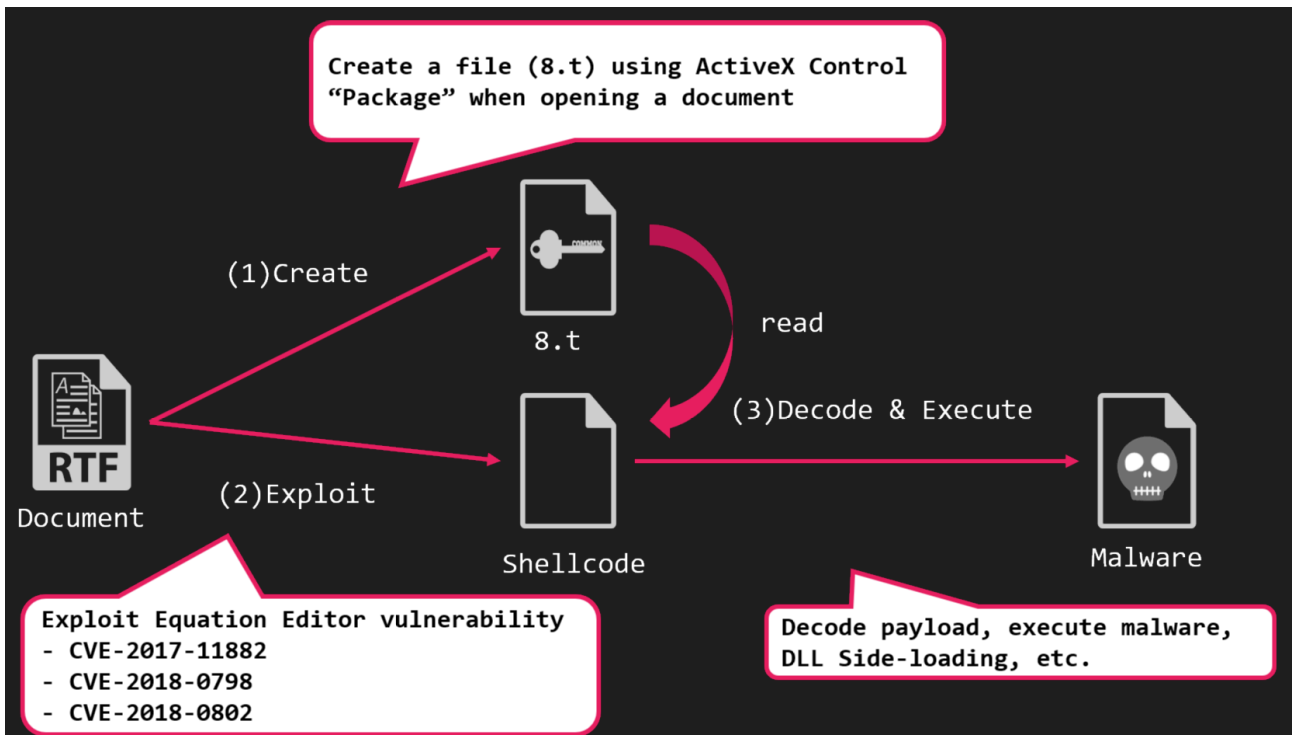 Create a file (8.t) using ActiveX Control
“Package” when opening a document
COMMON
(1)Create
8.t
read
RTF
Document
(2)Exploit
Shellcode
(3)Decode & Execute
Malware
Exploit Equation Editor vulnerability
- CVE-2017-11882
- CVE-2018-0798
- CVE-2018-0802
Decode payload, execute malware,
DLL Side-loading, etc.